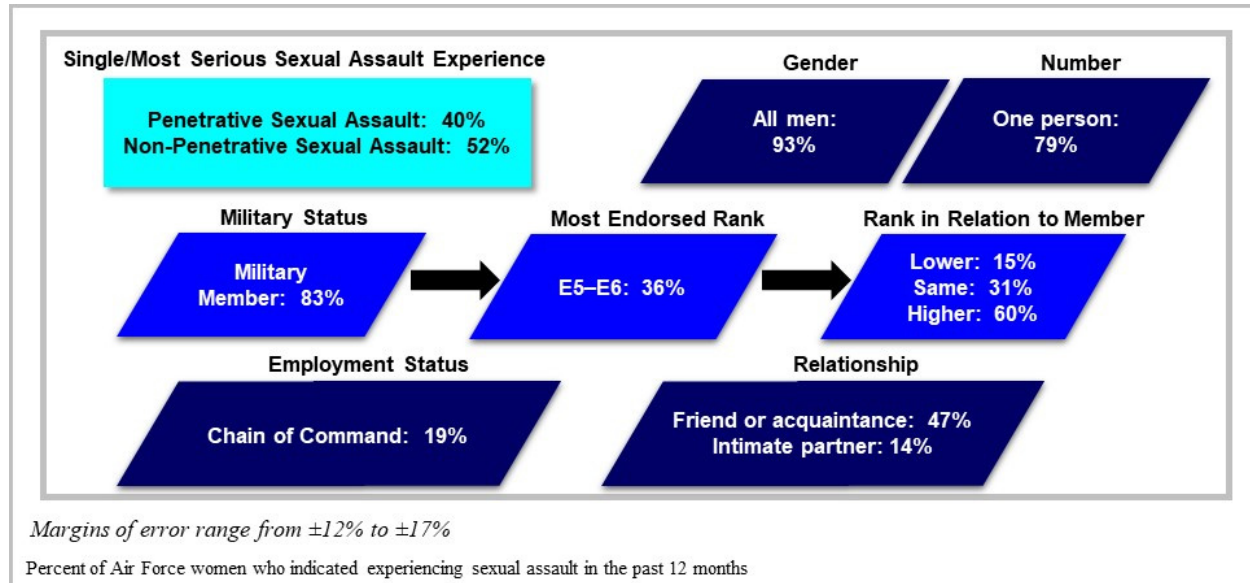 Single/Most Serious Sexual Assault Experience
Penetrative Sexual Assault: 40%
Non-Penetrative Sexual Assault: 52%
Gender
All men:
93%
Number
One person:
79%
Military Status
Military
Member: 83%
Most Endorsed Rank
E5–E6: 36%
Rank in Relation to Member
Lower: 15%
Same: 31%
Higher: 60%
Employment Status
Chain of Command: 19%
Relationship
Friend or acquaintance: 47%
Intimate partner: 14%
Margins of error range from ±12% to ±17%
Percent of Air Force women who indicated experiencing sexual assault in the past 12 months